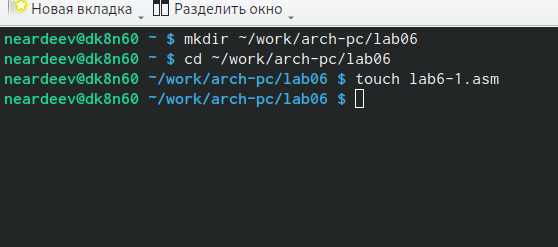 Новая вкладка Разделить окно
neardeev@dk8n60 ~ $ mkdir ~/work/arch-pc/lab06
neardeev@dk8n60 ~ $ cd ~/work/arch-pc/lab06
neardeev@dk8n60 ~/work/arch-pc/lab06 $ touch lab6-1.asm
neardeev@dk8n60 ~/work/arch-pc/lab06 $